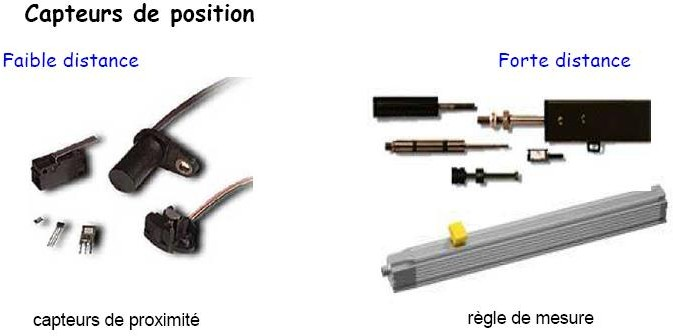 Capteurs de position
Faible distance
Forte distance
capteurs de proximité
règle de mesure